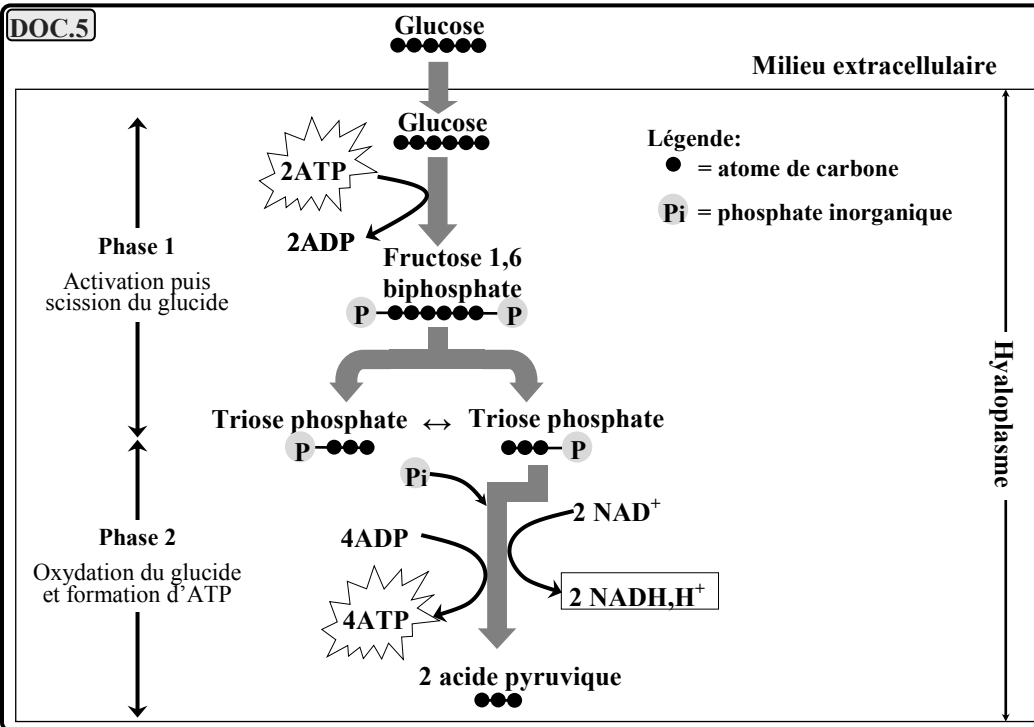 DOC.5
Glucose
Milieu extracellulaire
Glucose
Légende:
= atome de carbone
Pi = phosphate inorganique
2ATP
2ADP
Phase 1
Activation puis
scission du glucide
Fructose 1,6
biphosphate
P P
Triose phosphate ↔ Triose phosphate
P P
Pi
2 NAD⁺
4ADP
Phase 2
Oxydation du glucide
et formation d’ATP
2 NADH,H⁺
4ATP
2 acide pyruvique
Hyaloplasme